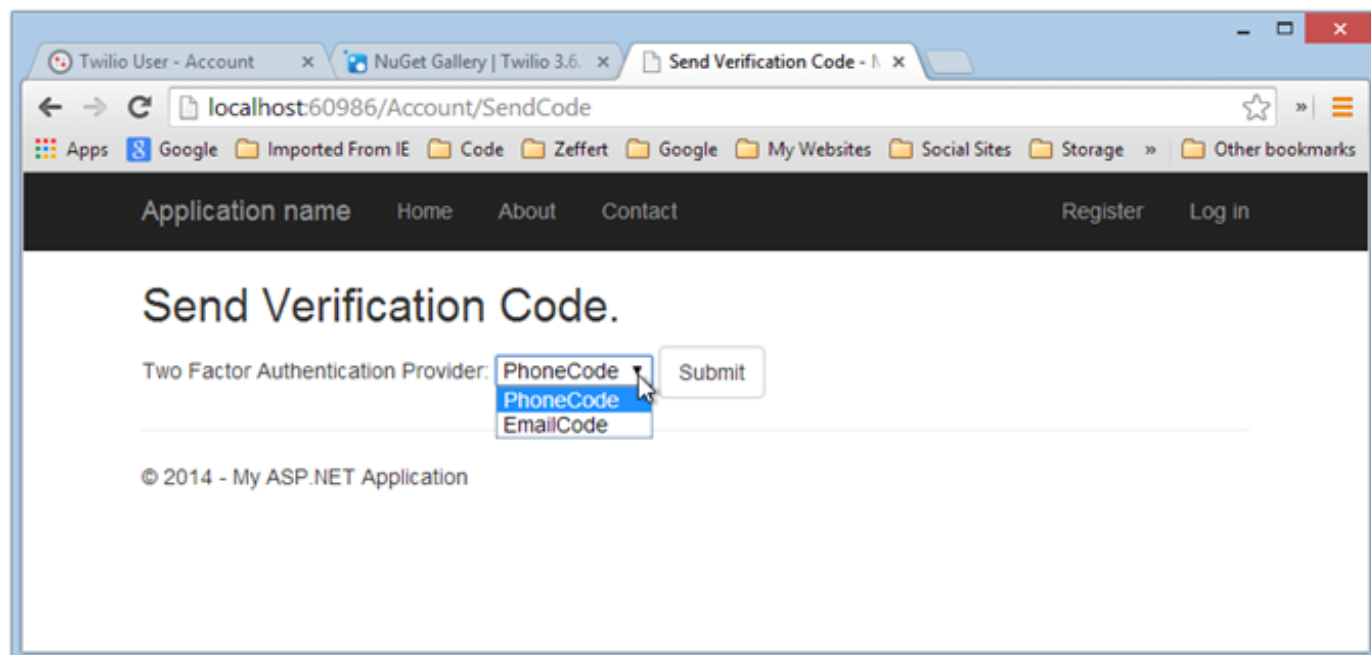 Twilio User - Account
NuGet Gallery | Twilio 3.6.
Send Verification Code - M
localhost:60986/Account/SendCode
Apps 8 Google Imported From IE Code Zeffert Google My Websites Social Sites Storage » Other bookmarks
Application name Home About Contact Register Log in
Send Verification Code.
Two Factor Authentication Provider: PhoneCode Submit
PhoneCode
EmailCode
© 2014 - My ASP.NET Application